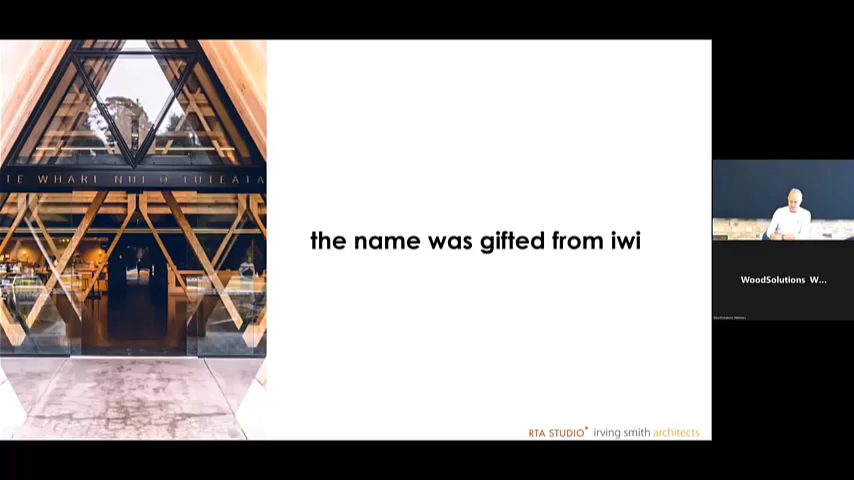 TE WHARE NUI O TUTEATA
the name was gifted from iwi
RTA STUDIO irving smith architects
WoodSolutions W...